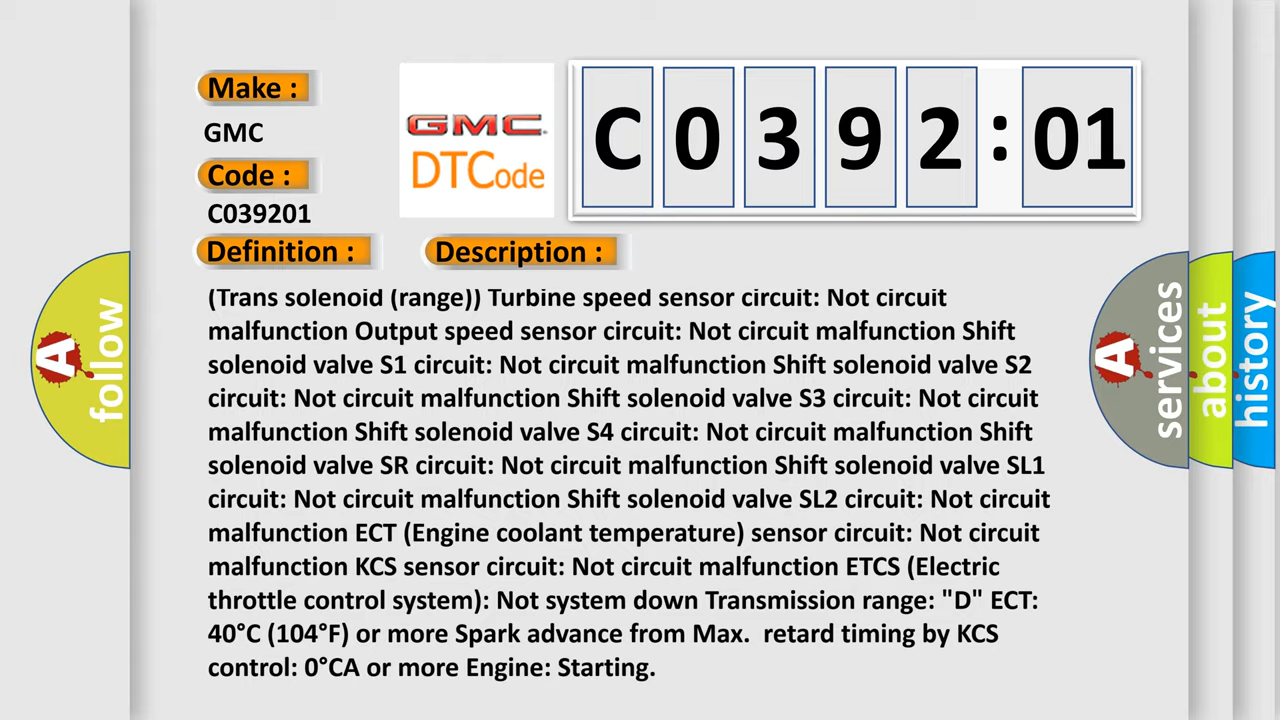 Make :
GMC
Code :
C039201
GMC
DTCode
C0392:01
Definition :
Description :
(Trans solenoid (range)) Turbine speed sensor circuit: Not circuit
malfunction Output speed sensor circuit: Not circuit malfunction Shift
solenoid valve S1 circuit: Not circuit malfunction Shift solenoid valve S2
circuit: Not circuit malfunction Shift solenoid valve S3 circuit: Not circuit
malfunction Shift solenoid valve S4 circuit: Not circuit malfunction Shift
solenoid valve SR circuit: Not circuit malfunction Shift solenoid valve SL1
circuit: Not circuit malfunction Shift solenoid valve SL2 circuit: Not circuit
malfunction ECT (Engine coolant temperature) sensor circuit: Not circuit
malfunction KCS sensor circuit: Not circuit malfunction ETCS (Electric
throttle control system): Not system down Transmission range: "D" ECT:
40°C (104°F) or more Spark advance from Max. retard timing by KCS
control: 0°CA or more Engine: Starting.
A follow
A services
about
history